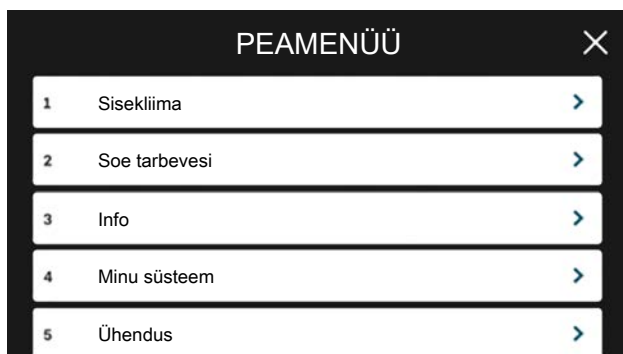 PEAMENÜÜ
1 Sisekliima
2 Soe tarbevesi
3 Info
4 Minu süsteem
5 Ühendus